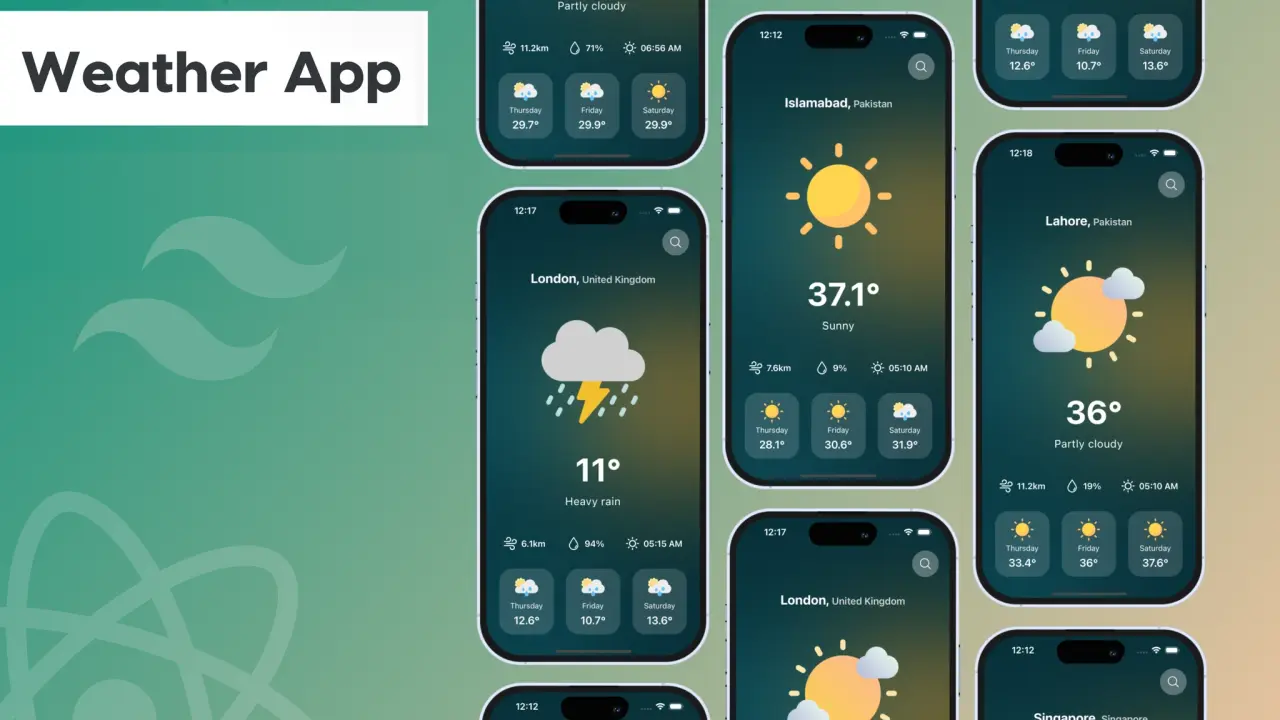 Weather App
Partly cloudy
11.2km 71% 06:56 AM
Thursday Friday Saturday
29.7° 29.9° 29.9°
12:17
London, United Kingdom
11°
Heavy rain
6.1km 94% 05:15 AM
Thursday Friday Saturday
12.6° 10.7° 13.6°
12:12
12:12
Islamabad, Pakistan
37.1°
Sunny
7.6km 9% 05:10 AM
Thursday Friday Saturday
28.1° 30.6° 31.9°
12:17
London, United Kingdom
Thursday Friday Saturday
12.6° 10.7° 13.6°
12:18
Lahore, Pakistan
36°
Partly cloudy
11.2km 19% 05:10 AM
Thursday Friday Saturday
33.4° 36° 37.6°
12:12
Singapore, Singapore